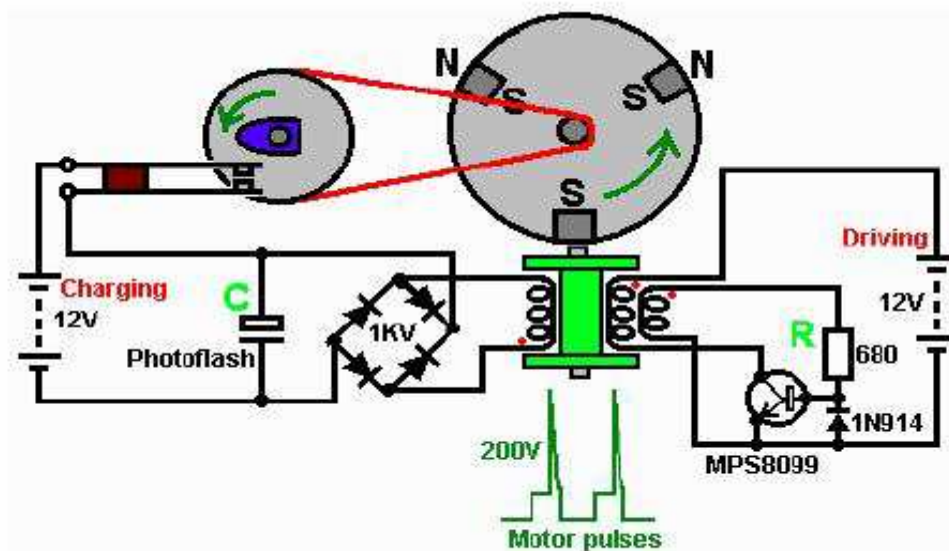 N
N
S
S
S
Driving
Charging
12V
C
1KV
Photoflash
R
12V
680
1N914
MPS8099
200V
Motor pulses